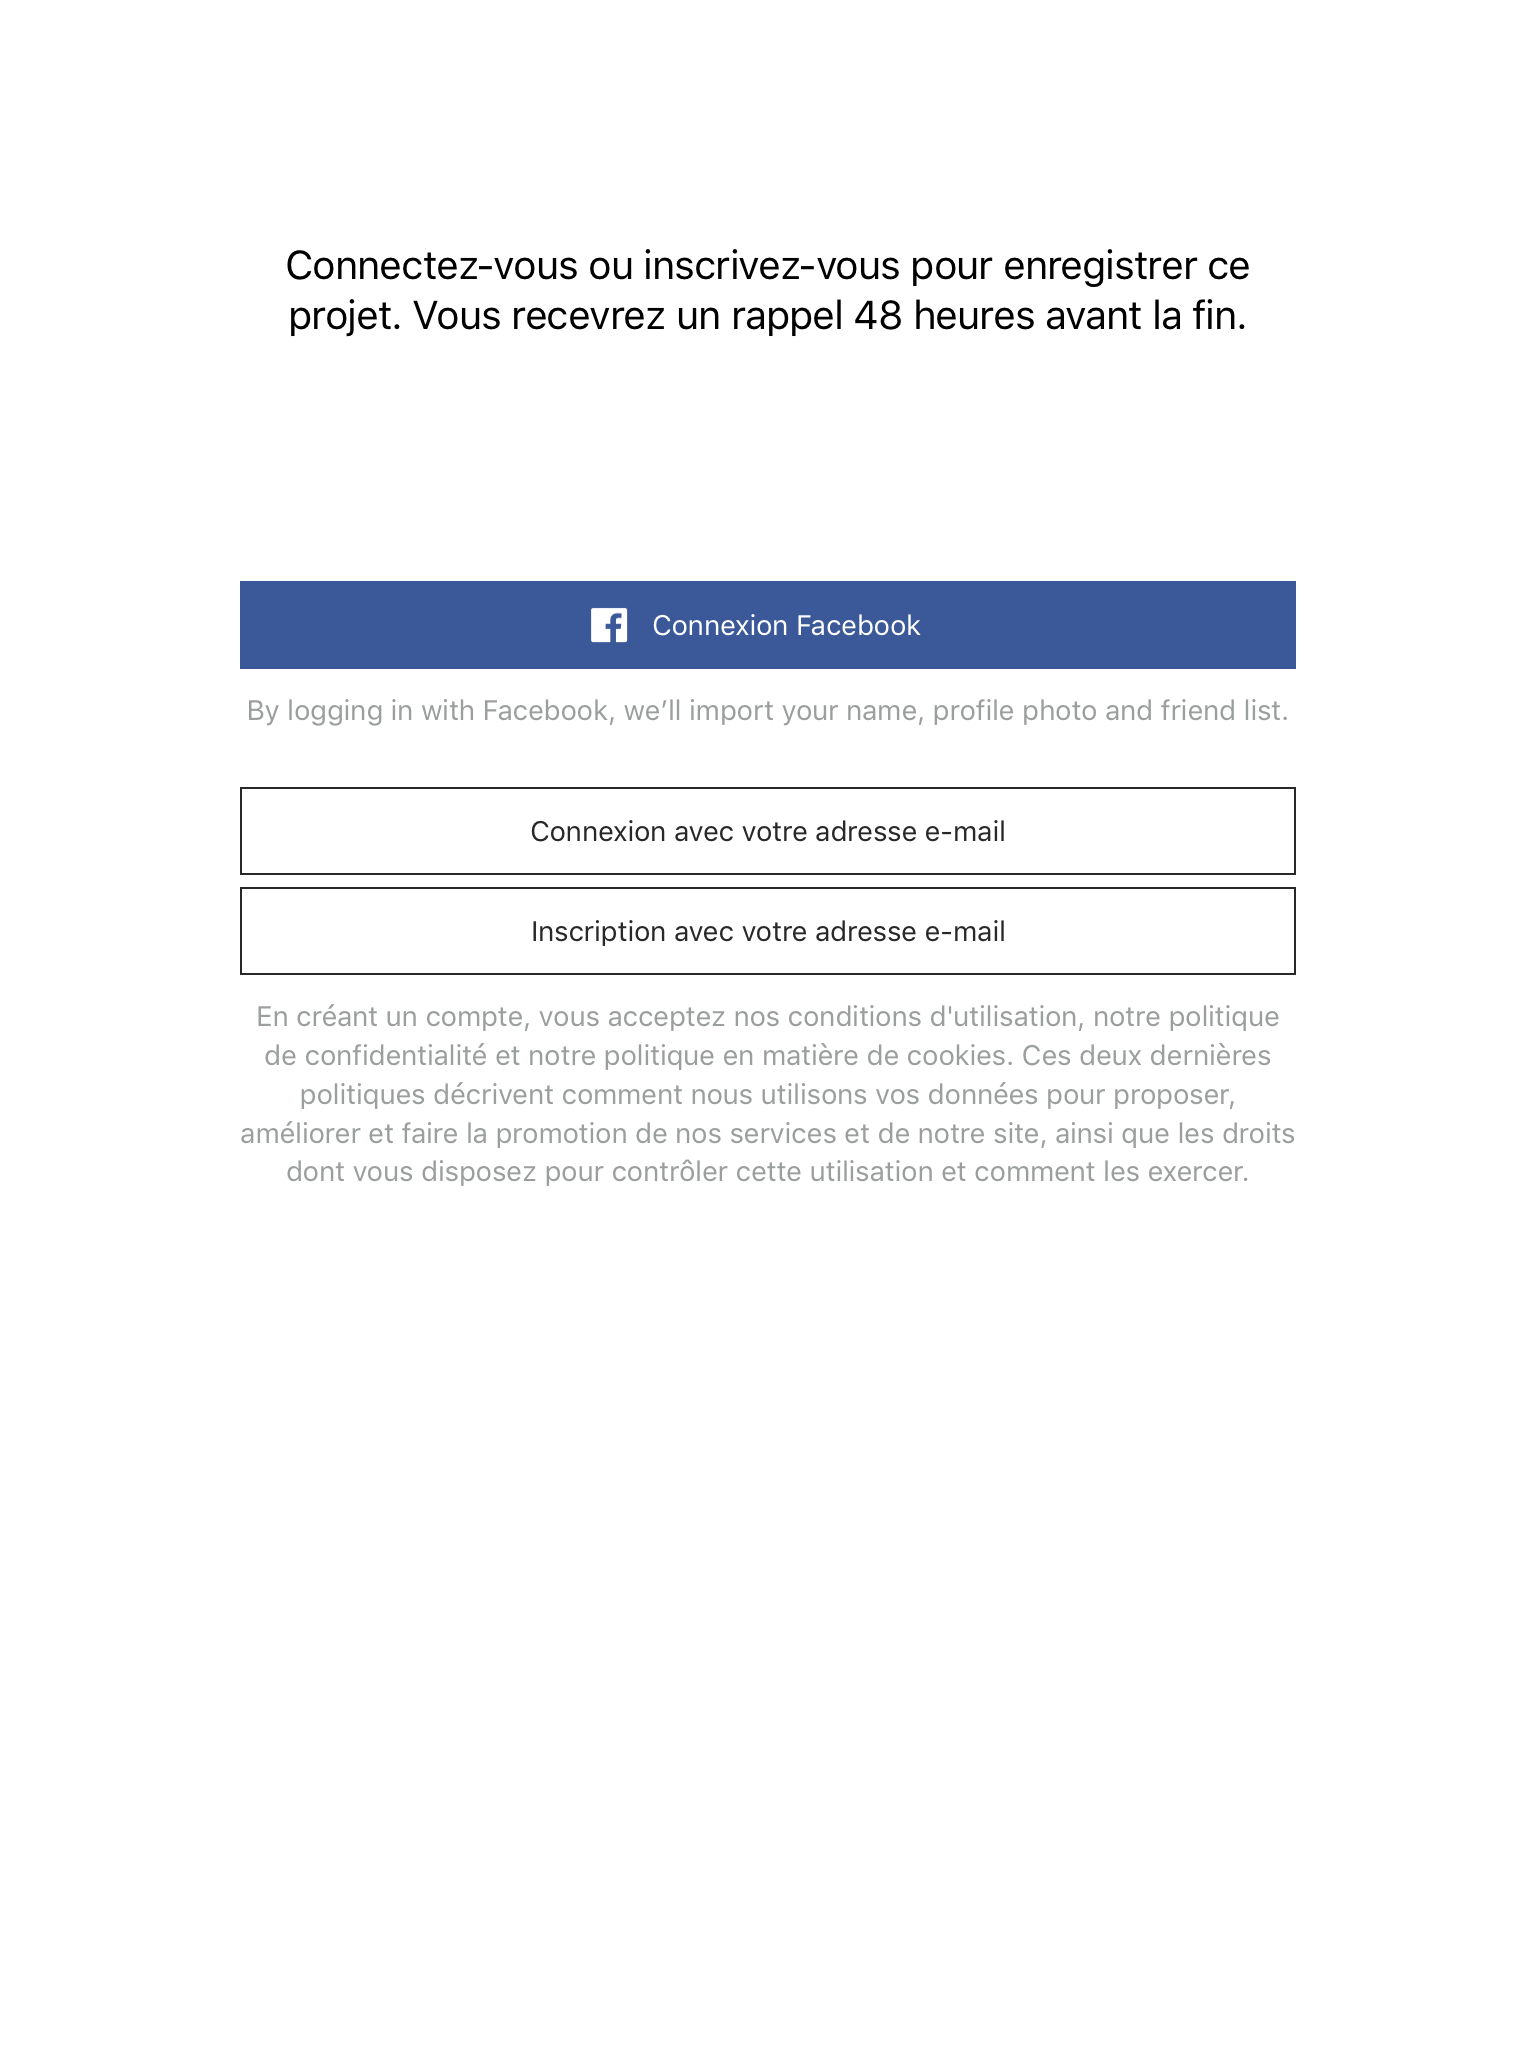 Connectez-vous ou inscrivez-vous pour enregistrer ce
projet. Vous recevrez un rappel 48 heures avant la fin.
Connexion Facebook
By logging in with Facebook, we’ll import your name, profile photo and friend list.
Connexion avec votre adresse e-mail
Inscription avec votre adresse e-mail
En créant un compte, vous acceptez nos conditions d'utilisation, notre politique
de confidentialité et notre politique en matière de cookies. Ces deux dernières
politiques décrivent comment nous utilisons vos données pour proposer,
améliorer et faire la promotion de nos services et de notre site, ainsi que les droits
dont vous disposez pour contrôler cette utilisation et comment les exercer.